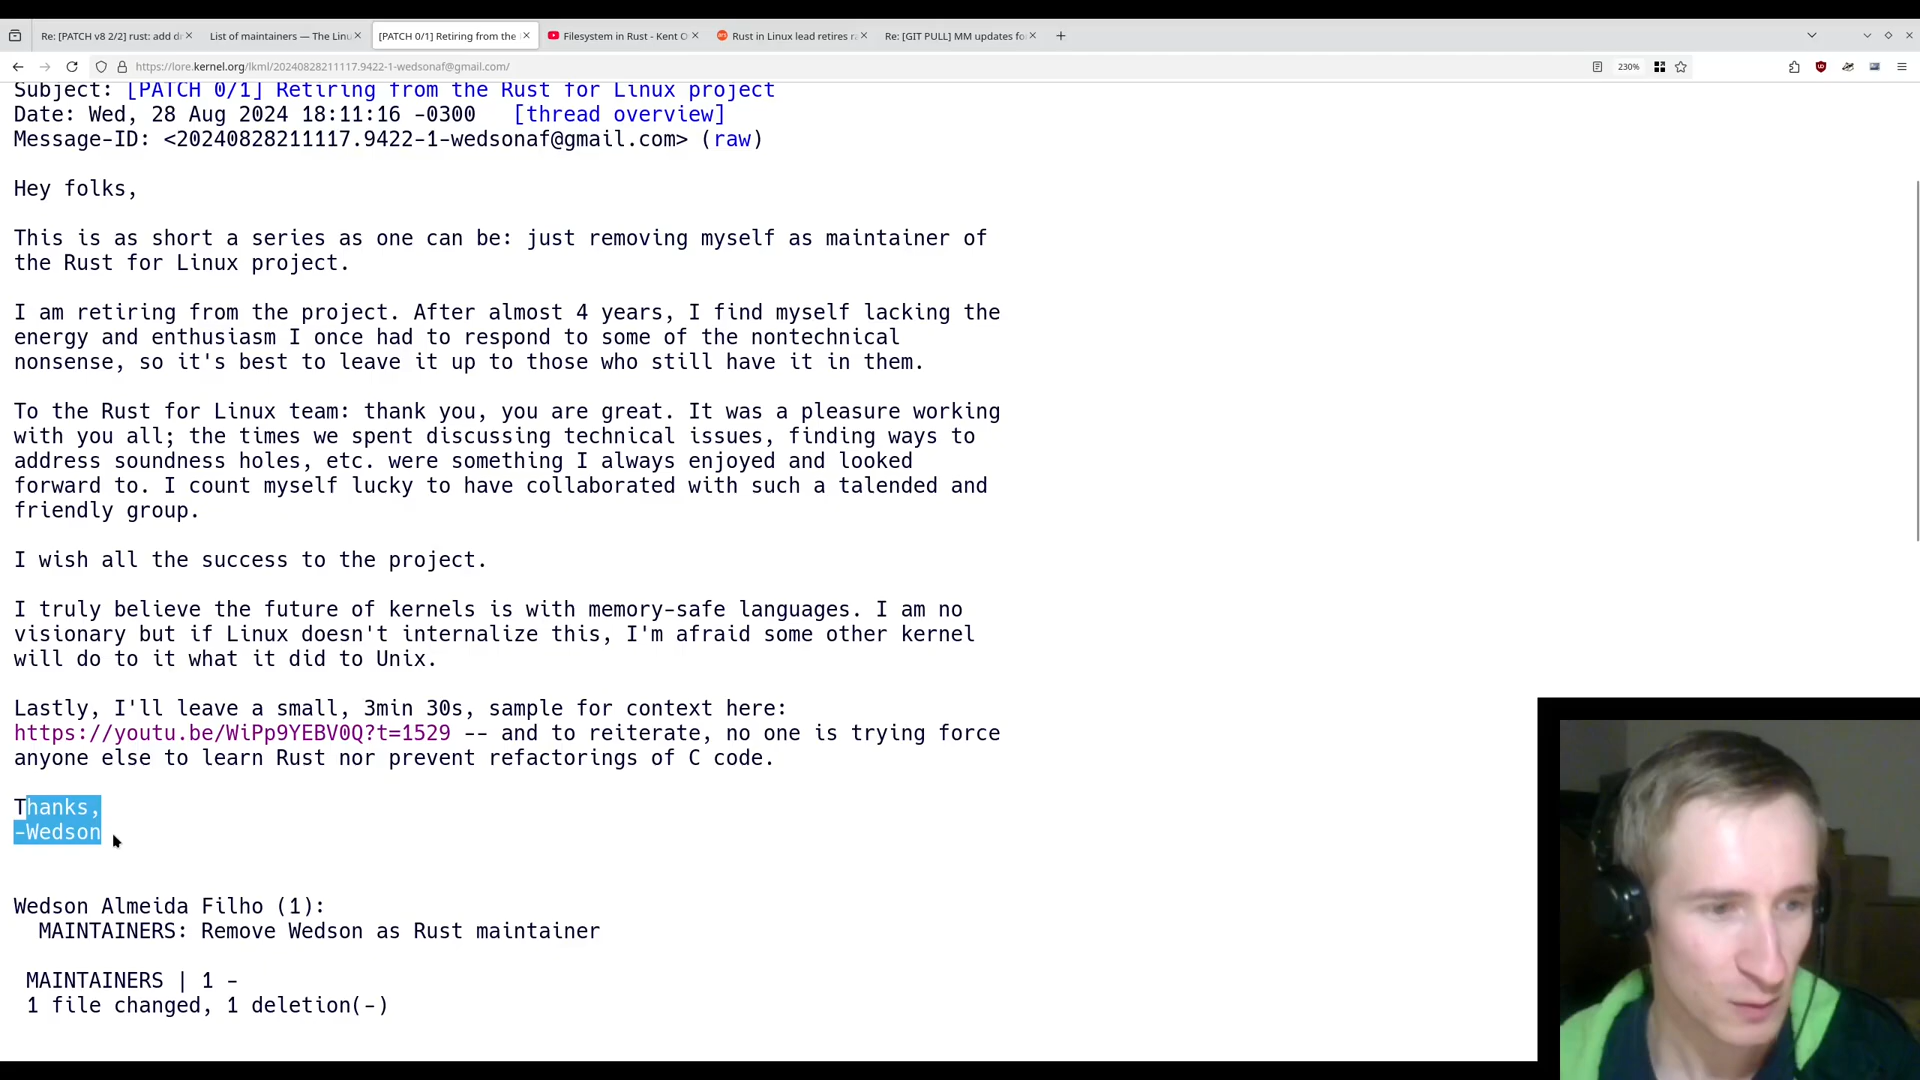 Re: [PATCH v8 2/2] rust: add d
List of maintainers — The Linu
[PATCH 0/1] Retiring from the
Filesystem in Rust - Kent O
Rust in Linux lead retires r
Re: [GIT PULL] MM updates fo
https://lore.kernel.org/lkml/20240828211117.9422-1-wedsonaf@gmail.com/
230%
Subject: [PATCH 0/1] Retiring from the Rust for Linux project
Date: Wed, 28 Aug 2024 18:11:16 -0300 [thread overview]
Message-ID: <20240828211117.9422-1-wedsonaf@gmail.com> (raw)
Hey folks,
This is as short a series as one can be: just removing myself as maintainer of
the Rust for Linux project.
I am retiring from the project. After almost 4 years, I find myself lacking the
energy and enthusiasm I once had to respond to some of the nontechnical
nonsense, so it's best to leave it up to those who still have it in them.
To the Rust for Linux team: thank you, you are great. It was a pleasure working
with you all; the times we spent discussing technical issues, finding ways to
address soundness holes, etc. were something I always enjoyed and looked
forward to. I count myself lucky to have collaborated with such a talended and
friendly group.
I wish all the success to the project.
I truly believe the future of kernels is with memory-safe languages. I am no
visionary but if Linux doesn't internalize this, I'm afraid some other kernel
will do to it what it did to Unix.
Lastly, I'll leave a small, 3min 30s, sample for context here:
https://youtu.be/WiPp9YEBV0Q?t=1529 -- and to reiterate, no one is trying force
anyone else to learn Rust nor prevent refactorings of C code.
Thanks,
-Wedson
Wedson Almeida Filho (1):
MAINTAINERS: Remove Wedson as Rust maintainer
MAINTAINERS | 1 -
1 file changed, 1 deletion(-)